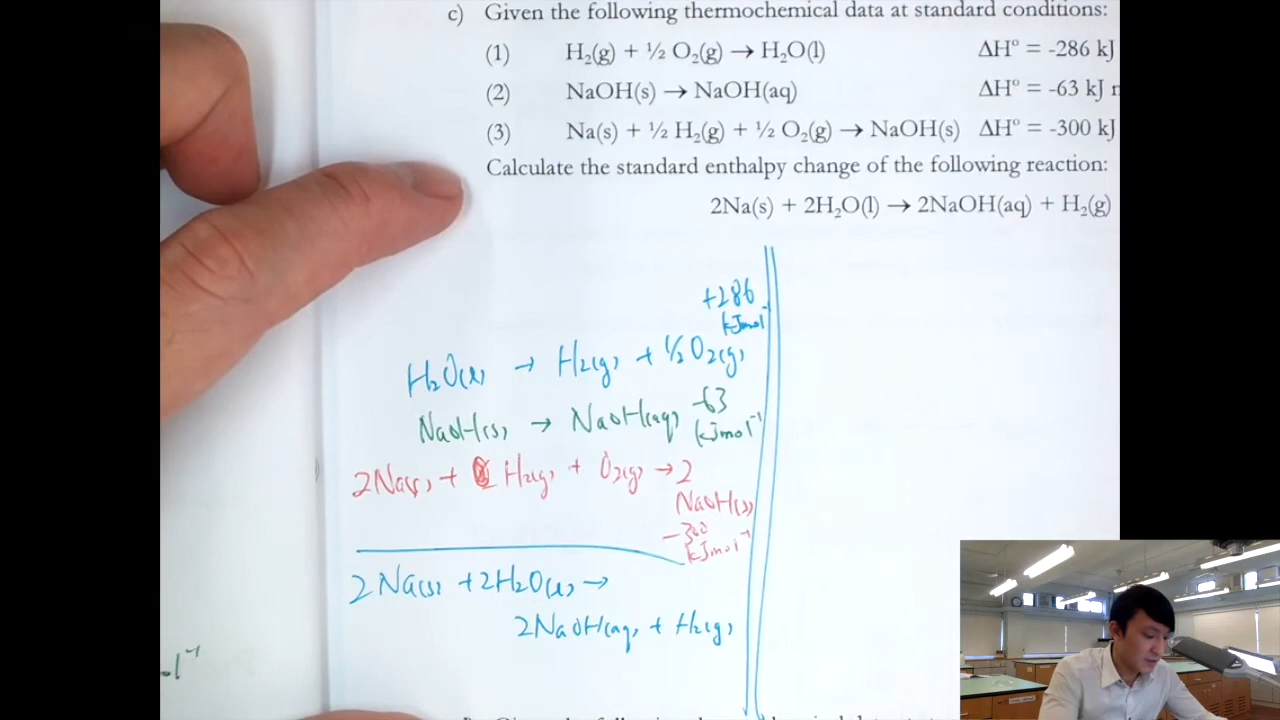 c) Given the following thermochemical data at standard conditions:
(1) H₂(g) + ½ O₂(g) → H₂O(l) ΔH° = -286 kJ
(2) NaOH(s) → NaOH(aq) ΔH° = -63 kJ
(3) Na(s) + ½ H₂(g) + ½ O₂(g) → NaOH(s) ΔH° = -300 kJ
Calculate the standard enthalpy change of the following reaction:
2Na(s) + 2H₂O(l) → 2NaOH(aq) + H₂(g)
+286
kJmol⁻
H₂O(l) → H₂(g) + ½O₂(g)
NaOH(s) → NaOH(aq) -63
kJmol⁻¹
2Na(s) + H₂(g) + O₂(g) → 2
NaOH(s)
-300
kJmol⁻¹
2Na(s) + 2H₂O(l) →
2NaOH(aq) + H₂(g)